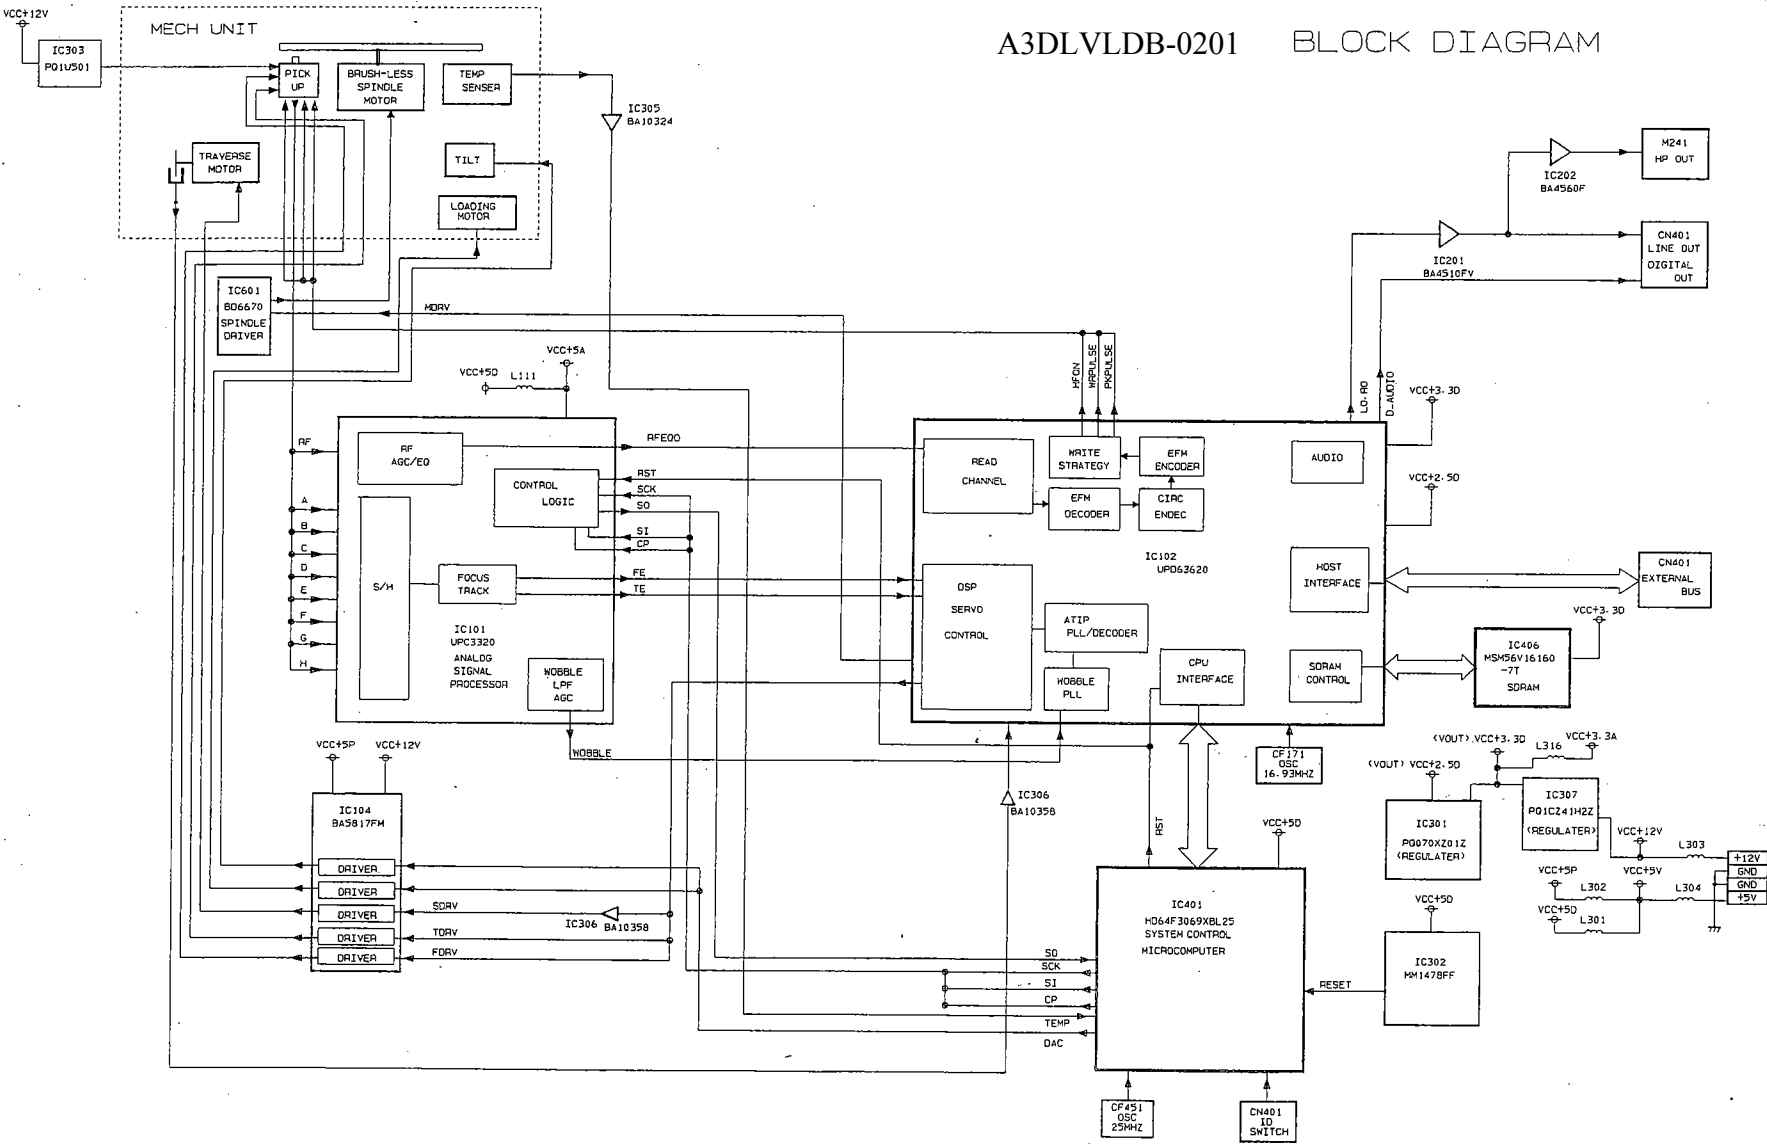 A3DLVLDB-0201 BLOCK DIAGRAM
VCC+12V
IC303
PQ1U501
MECH UNIT
PICK
UP
BRUSH-LESS
SPINDLE
MOTOR
TEMP
SENSER
IC305
BA10324
TRAVERSE
MOTOR
TILT
LOADING
MOTOR
IC601
BD6670
SPINDLE
DRIVER
MDRV
M241
HP OUT
IC202
BA4560F
CN401
LINE OUT
DIGITAL
OUT
IC201
BA4510FV
HFON
WRPULSE
PKPULSE
LO.RO
D_AUDIO
VCC+3.3D
VCC+2.5D
VCC+5A
VCC+5D
L111
RF
A
B
C
D
E
F
G
H
RF
AGC/EQ
CONTROL
LOGIC
S/H
FOCUS
TRACK
IC101
UPC3320
ANALOG
SIGNAL
PROCESSOR
WOBBLE
LPF
AGC
RFEQO
RST
SCK
SO
SI
CP
FE
TE
WOBBLE
READ
CHANNEL
WRITE
STRATEGY
EFM
ENCODER
EFM
DECODER
CIRC
ENDEC
AUDIO
IC102
UPD63620
DSP
SERVO
CONTROL
ATIP
PLL/DECODER
WOBBLE
PLL
CPU
INTERFACE
HOST
INTERFACE
SDRAM
CONTROL
CN401
EXTERNAL
BUS
VCC+3.3D
IC406
MSM56V16160
-7T
SDRAM
CF171
OSC
16.93MHZ
VCC+5P
VCC+12V
IC104
BA5817FM
DRIVER
DRIVER
DRIVER
DRIVER
DRIVER
SDRV
TDRV
FDRV
IC306 BA10358
IC306
BA10358
RST
VCC+5D
IC401
HD64F3069XBL25
SYSTEM CONTROL
MICROCOMPUTER
SO
SCK
SI
CP
TEMP
DAC
CF451
OSC
25MHZ
CN401
ID
SWITCH
RESET
VCC+5D
IC302
MM1478FF
(VOUT) VCC+3.3D
L316
VCC+3.3A
(VOUT) VCC+2.5D
IC301
PQ070XZ01Z
(REGULATER)
IC307
PQ1CZ41H2Z
(REGULATER)
VCC+12V
L303
VCC+5P
VCC+5V
L302
L304
VCC+5D
L301
+12V
GND
GND
+5V